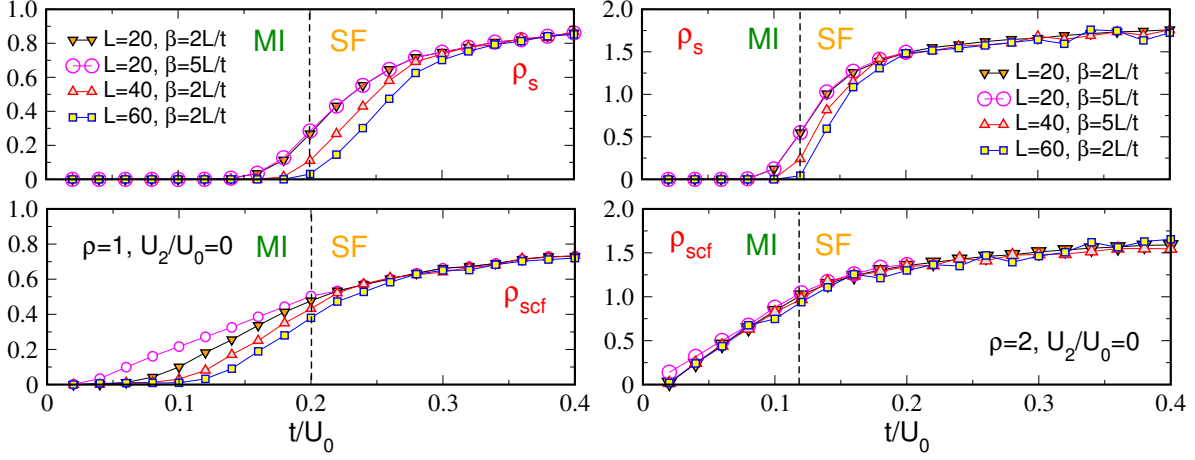 1.0
0.8
0.6
0.4
0.2
0
MI
SF
ρs
L=20, β=2L/t
L=20, β=5L/t
L=40, β=2L/t
L=60, β=2L/t
2.0
1.5
1.0
0.5
0
ρs
MI
SF
L=20, β=2L/t
L=20, β=5L/t
L=40, β=5L/t
L=60, β=2L/t
1.0
0.8
0.6
0.4
0.2
0
ρ=1, U2/U0=0
MI
SF
ρscf
0 0.1 0.2 0.3 0.4
t/U0
2.0
1.5
1.0
0.5
0
ρscf
MI
SF
ρ=2, U2/U0=0
0 0.1 0.2 0.3 0.4
t/U0